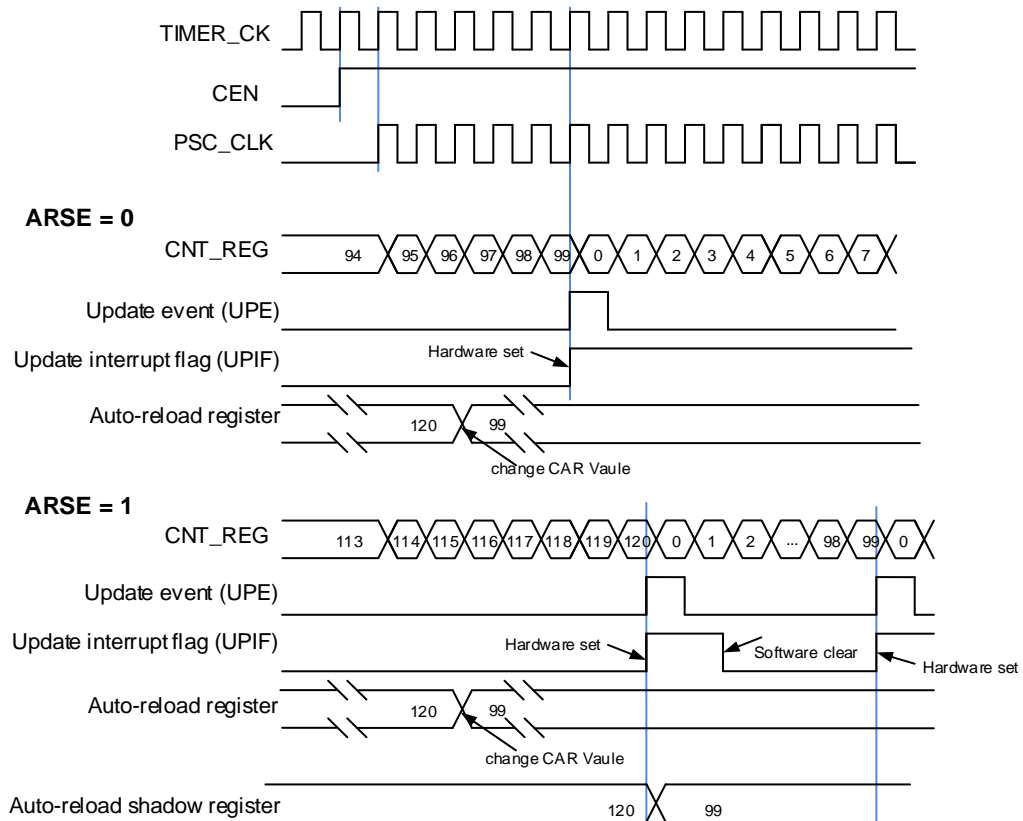 TIMER_CK
CEN
PSC_CLK
ARSE = 0
CNT_REG 94 95 96 97 98 99 0 1 2 3 4 5 6 7
Update event (UPE)
Update interrupt flag (UPIF) Hardware set
Auto-reload register 120 99
change CAR Vaule
ARSE = 1
CNT_REG 113 114 115 116 117 118 119 120 0 1 2 ... 98 99 0
Update event (UPE)
Update interrupt flag (UPIF) Hardware set Software clear Hardware set
Auto-reload register 120 99
change CAR Vaule
Auto-reload shadow register 120 99